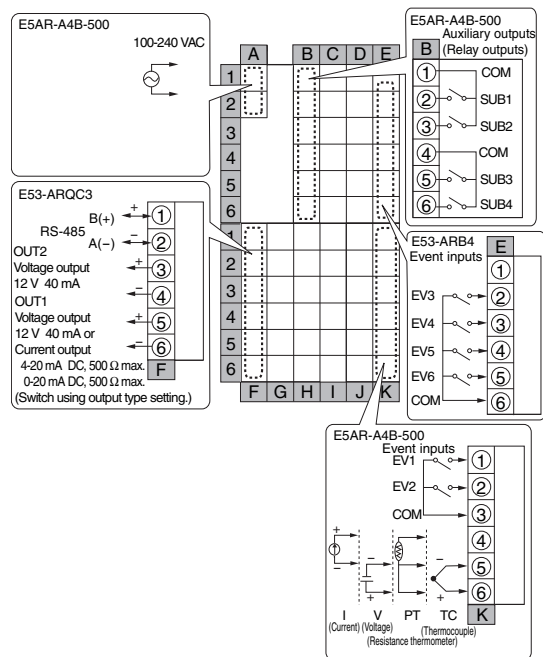 E5AR-A4B-500
100-240 VAC
A B C D E
1
2
3
4
5
6
1
2
3
4
5
6
F G H I J K
E5AR-A4B-500
Auxiliary outputs
(Relay outputs)
B
1 COM
2 SUB1
3 SUB2
4 COM
5 SUB3
6 SUB4
E53-ARQC3
RS-485
B(+) + 1
A(−) − 2
OUT2
Voltage output
12 V 40 mA
+ 3
− 4
OUT1
Voltage output
12 V 40 mA or
Current output
+ 5
− 6
4-20 mA DC, 500 Ω max.
0-20 mA DC, 500 Ω max.
F
(Switch using output type setting.)
E53-ARB4
Event inputs
E
1
EV3 2
EV4 3
EV5 4
EV6 5
COM 6
E5AR-A4B-500
Event inputs
EV1 1
EV2 2
COM 3
4
5
6
+ − − + − +
I V PT TC K
(Current) (Voltage)
(Resistance thermometer)
(Thermocouple)